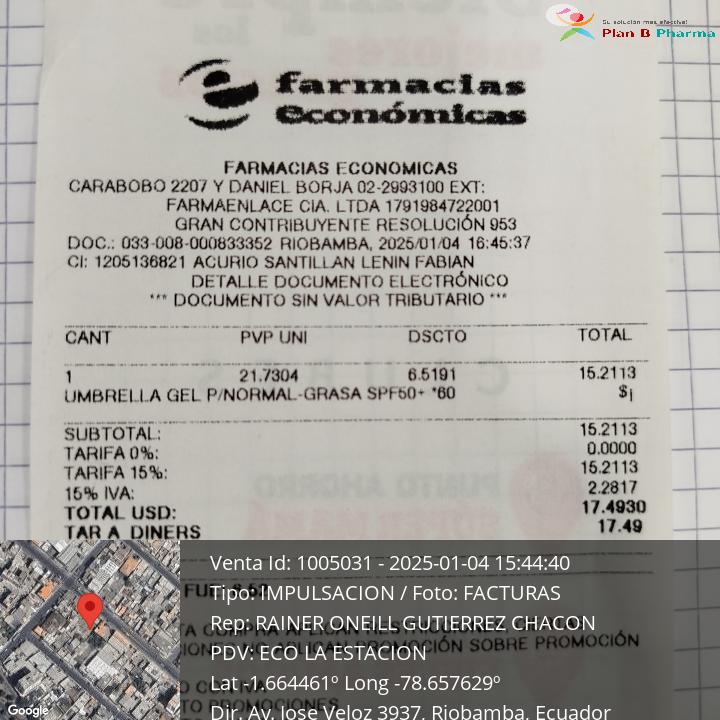 Su solución más efectiva!
Plan B Pharma
farmacias
económicas
FARMACIAS ECONOMICAS
CARABOBO 2207 Y DANIEL BORJA 02-2993100 EXT:
FARMAENLACE CIA. LTDA 1791984722001
GRAN CONTRIBUYENTE RESOLUCIÓN 953
DOC.: 033-008-000833352 RIOBAMBA, 2025/01/04 16:45:37
CI: 1205136821 ACURIO SANTILLAN LENIN FABIAN
DETALLE DOCUMENTO ELECTRÓNICO
*** DOCUMENTO SIN VALOR TRIBUTARIO ***
CANT PVP UNI DSCTO TOTAL
1 21.7304 6.5191 15.2113
UMBRELLA GEL P/NORMAL-GRASA SPF50+ *60 $¡
SUBTOTAL: 15.2113
TARIFA 0%: 0.0000
TARIFA 15%: 15.2113
15% IVA: 2.2817
TOTAL USD: 17.4930
TAR A DINERS 17.49
Venta Id: 1005031 - 2025-01-04 15:44:40
Tipo: IMPULSACION / Foto: FACTURAS
Rep: RAINER ONEILL GUTIERREZ CHACON
PROMOCIÓN SOBRE PROMOCIÓN
PDV: ECO LA ESTACION
Lat -1.664461º Long -78.657629º
Dir. Av. Jose Veloz 3937, Riobamba, Ecuador
Google